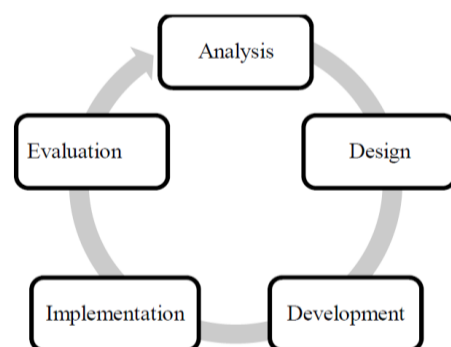 Analysis
Design
Development
Implementation
Evaluation